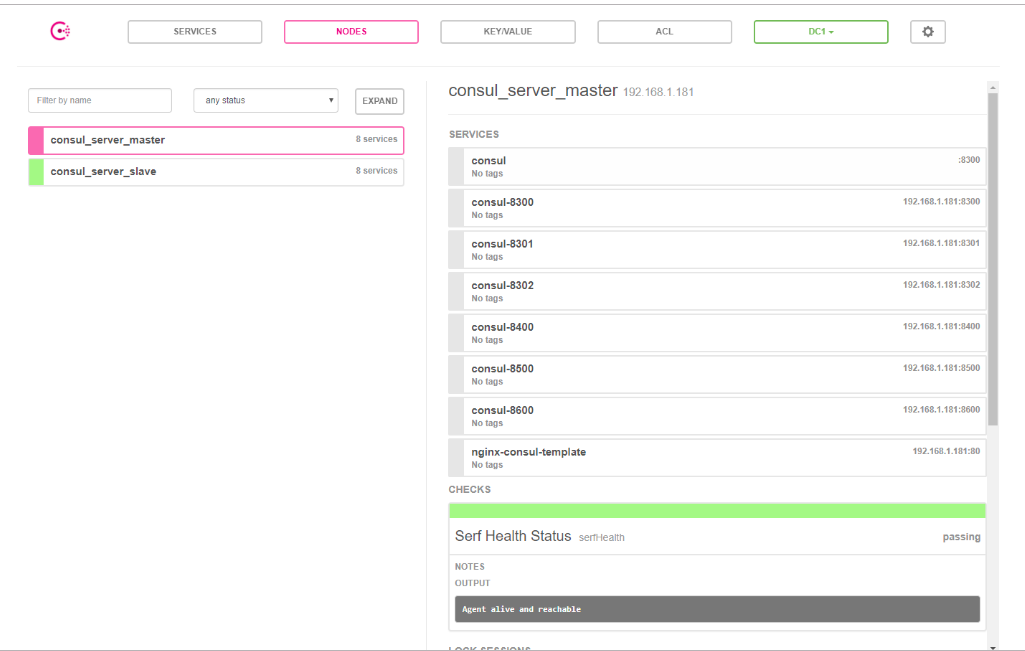 SERVICES
NODES
KEY/VALUE
ACL
DC1
Filter by name
any status
EXPAND
consul_server_master 8 services
consul_server_slave 8 services
consul_server_master 192.168.1.181
SERVICES
consul :8300
No tags
consul-8300 192.168.1.181:8300
No tags
consul-8301 192.168.1.181:8301
No tags
consul-8302 192.168.1.181:8302
No tags
consul-8400 192.168.1.181:8400
No tags
consul-8500 192.168.1.181:8500
No tags
consul-8600 192.168.1.181:8600
No tags
nginx-consul-template 192.168.1.181:80
No tags
CHECKS
Serf Health Status serfHealth passing
NOTES
OUTPUT
Agent alive and reachable
LOCK SESSIONS